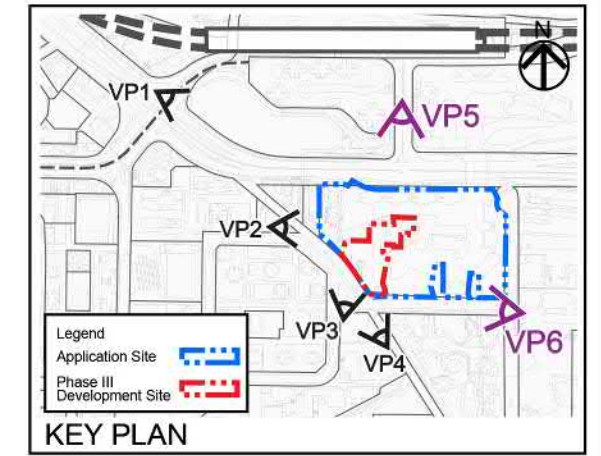 N
VP1
VP5
VP2
VP3
VP4
VP6
Legend
Application Site
Phase III
Development Site
KEY PLAN